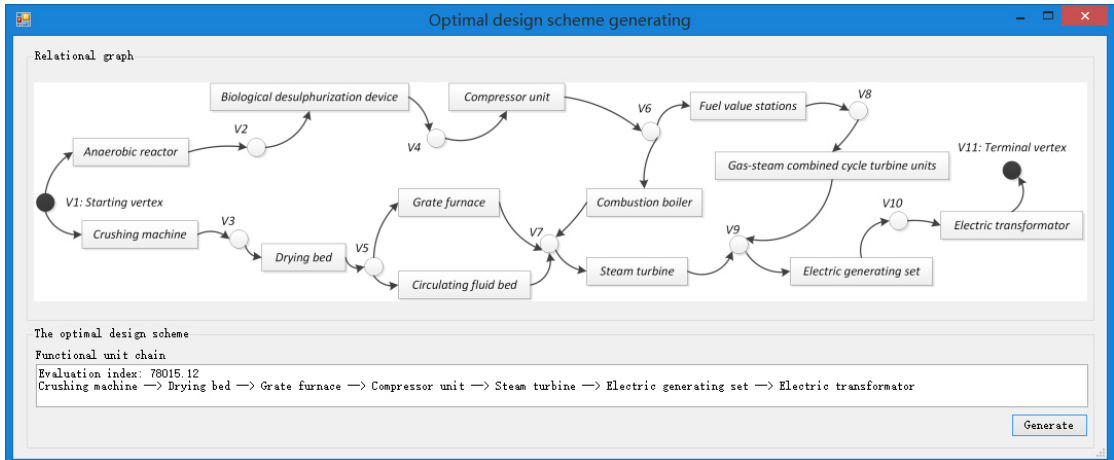 Optimal design scheme generating
Relational graph
Biological desulphurization device
Compressor unit
V6
Fuel value stations
V8
V2
V4
Anaerobic reactor
Gas-steam combined cycle turbine units
V11: Terminal vertex
V1: Starting vertex
Grate furnace
Combustion boiler
V10
V3
Crushing machine
V5
V7
V9
Electric transformator
Drying bed
Steam turbine
Electric generating set
Circulating fluid bed
The optimal design scheme
Functional unit chain
Evaluation index: 78015.12
Crushing machine —> Drying bed —> Grate furnace —> Compressor unit —> Steam turbine —> Electric generating set —> Electric transformator
Generate